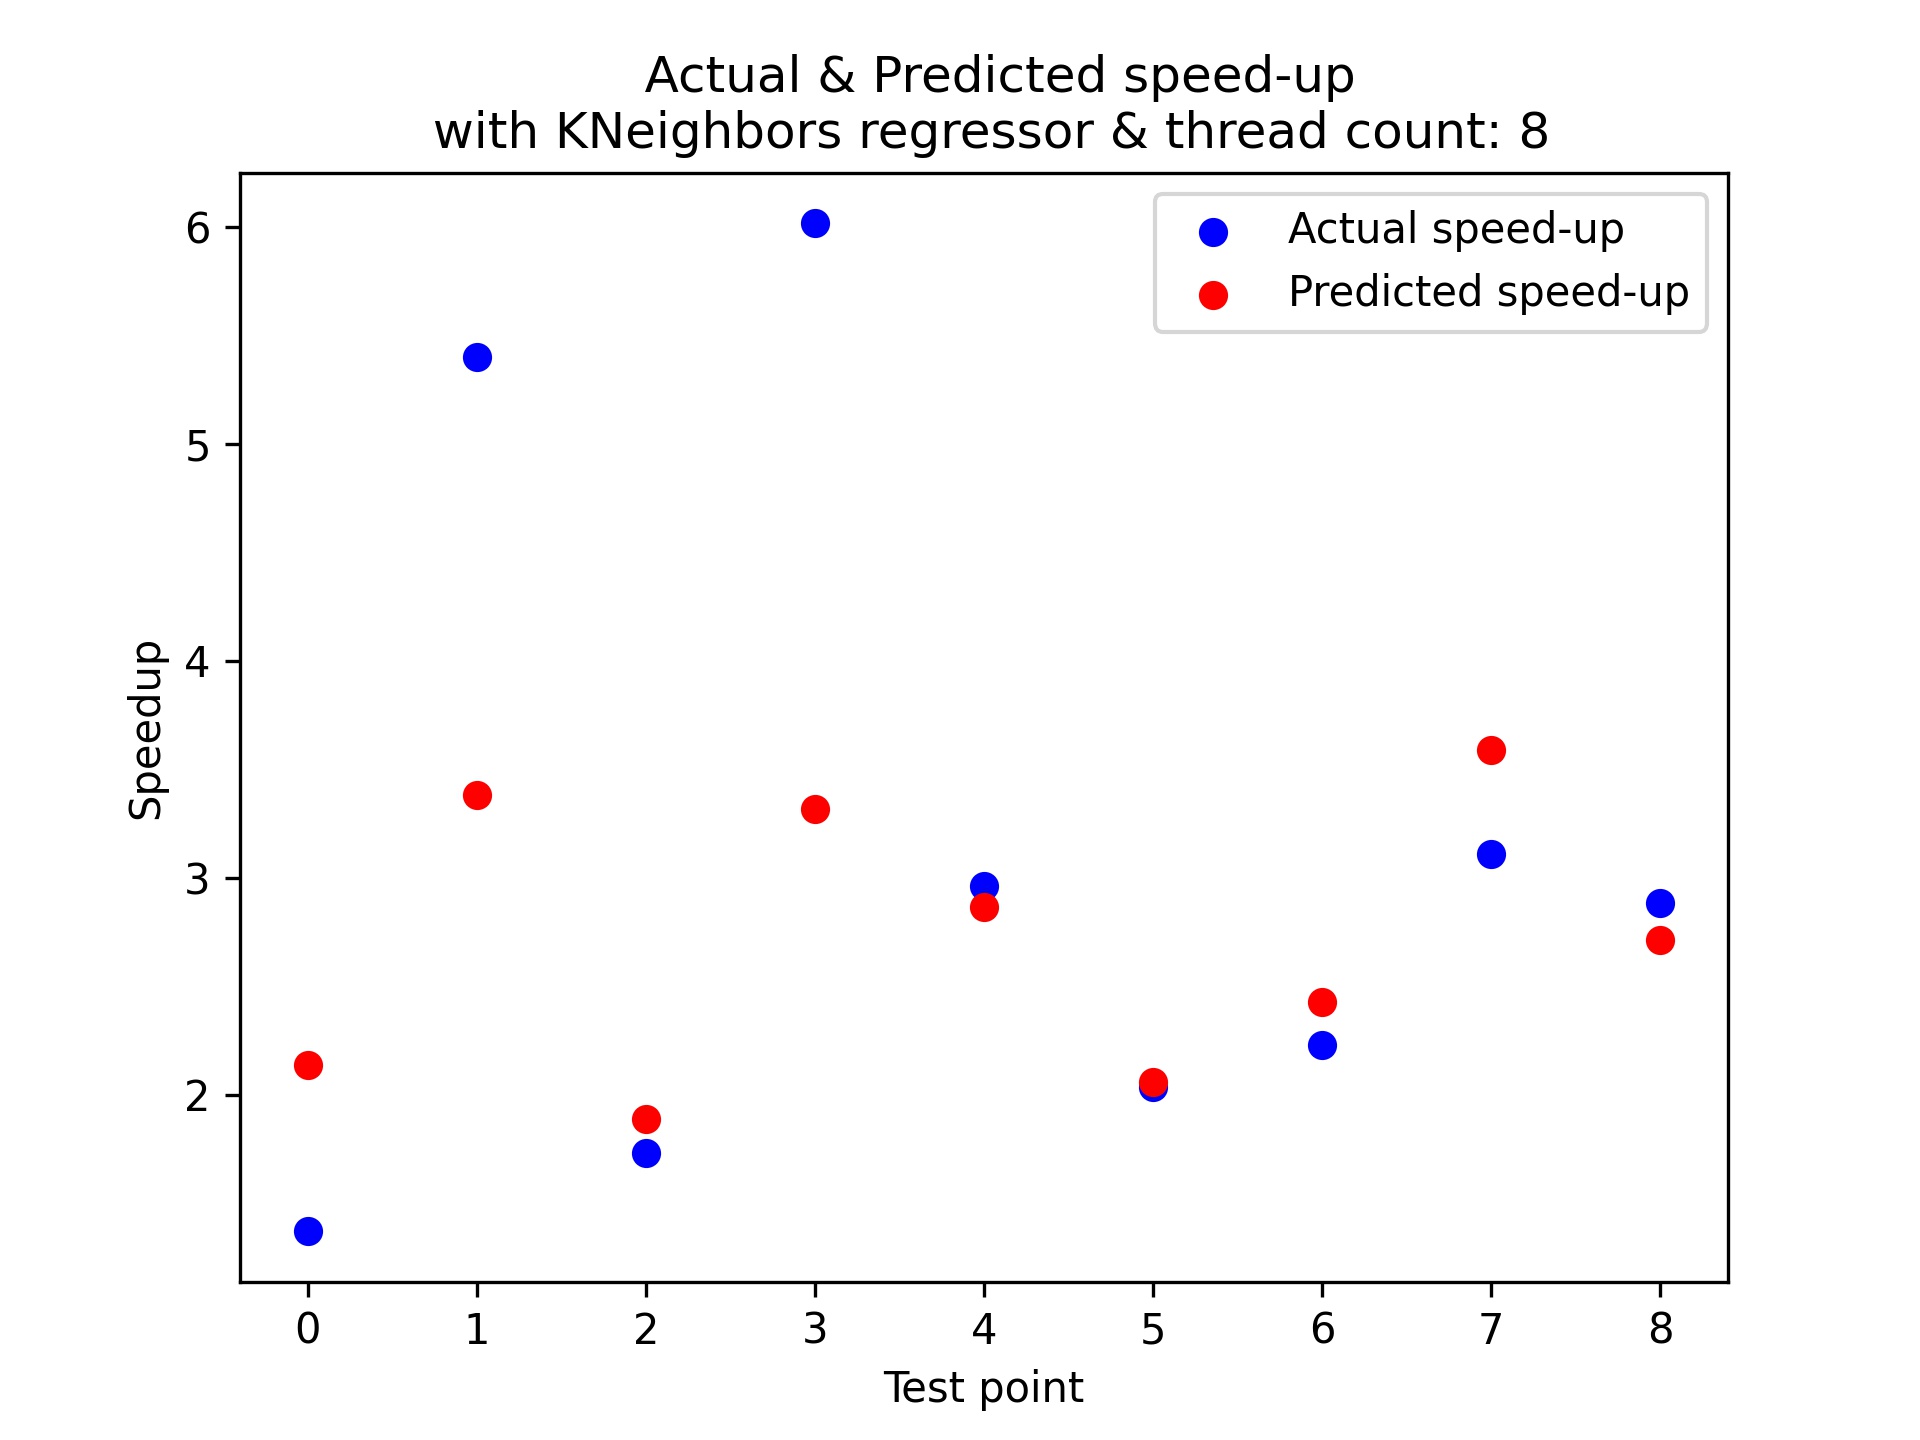 Actual & Predicted speed-up
with KNeighbors regressor & thread count: 8
Actual speed-up
Predicted speed-up
6
5
4
3
2
Speedup
0 1 2 3 4 5 6 7 8
Test point